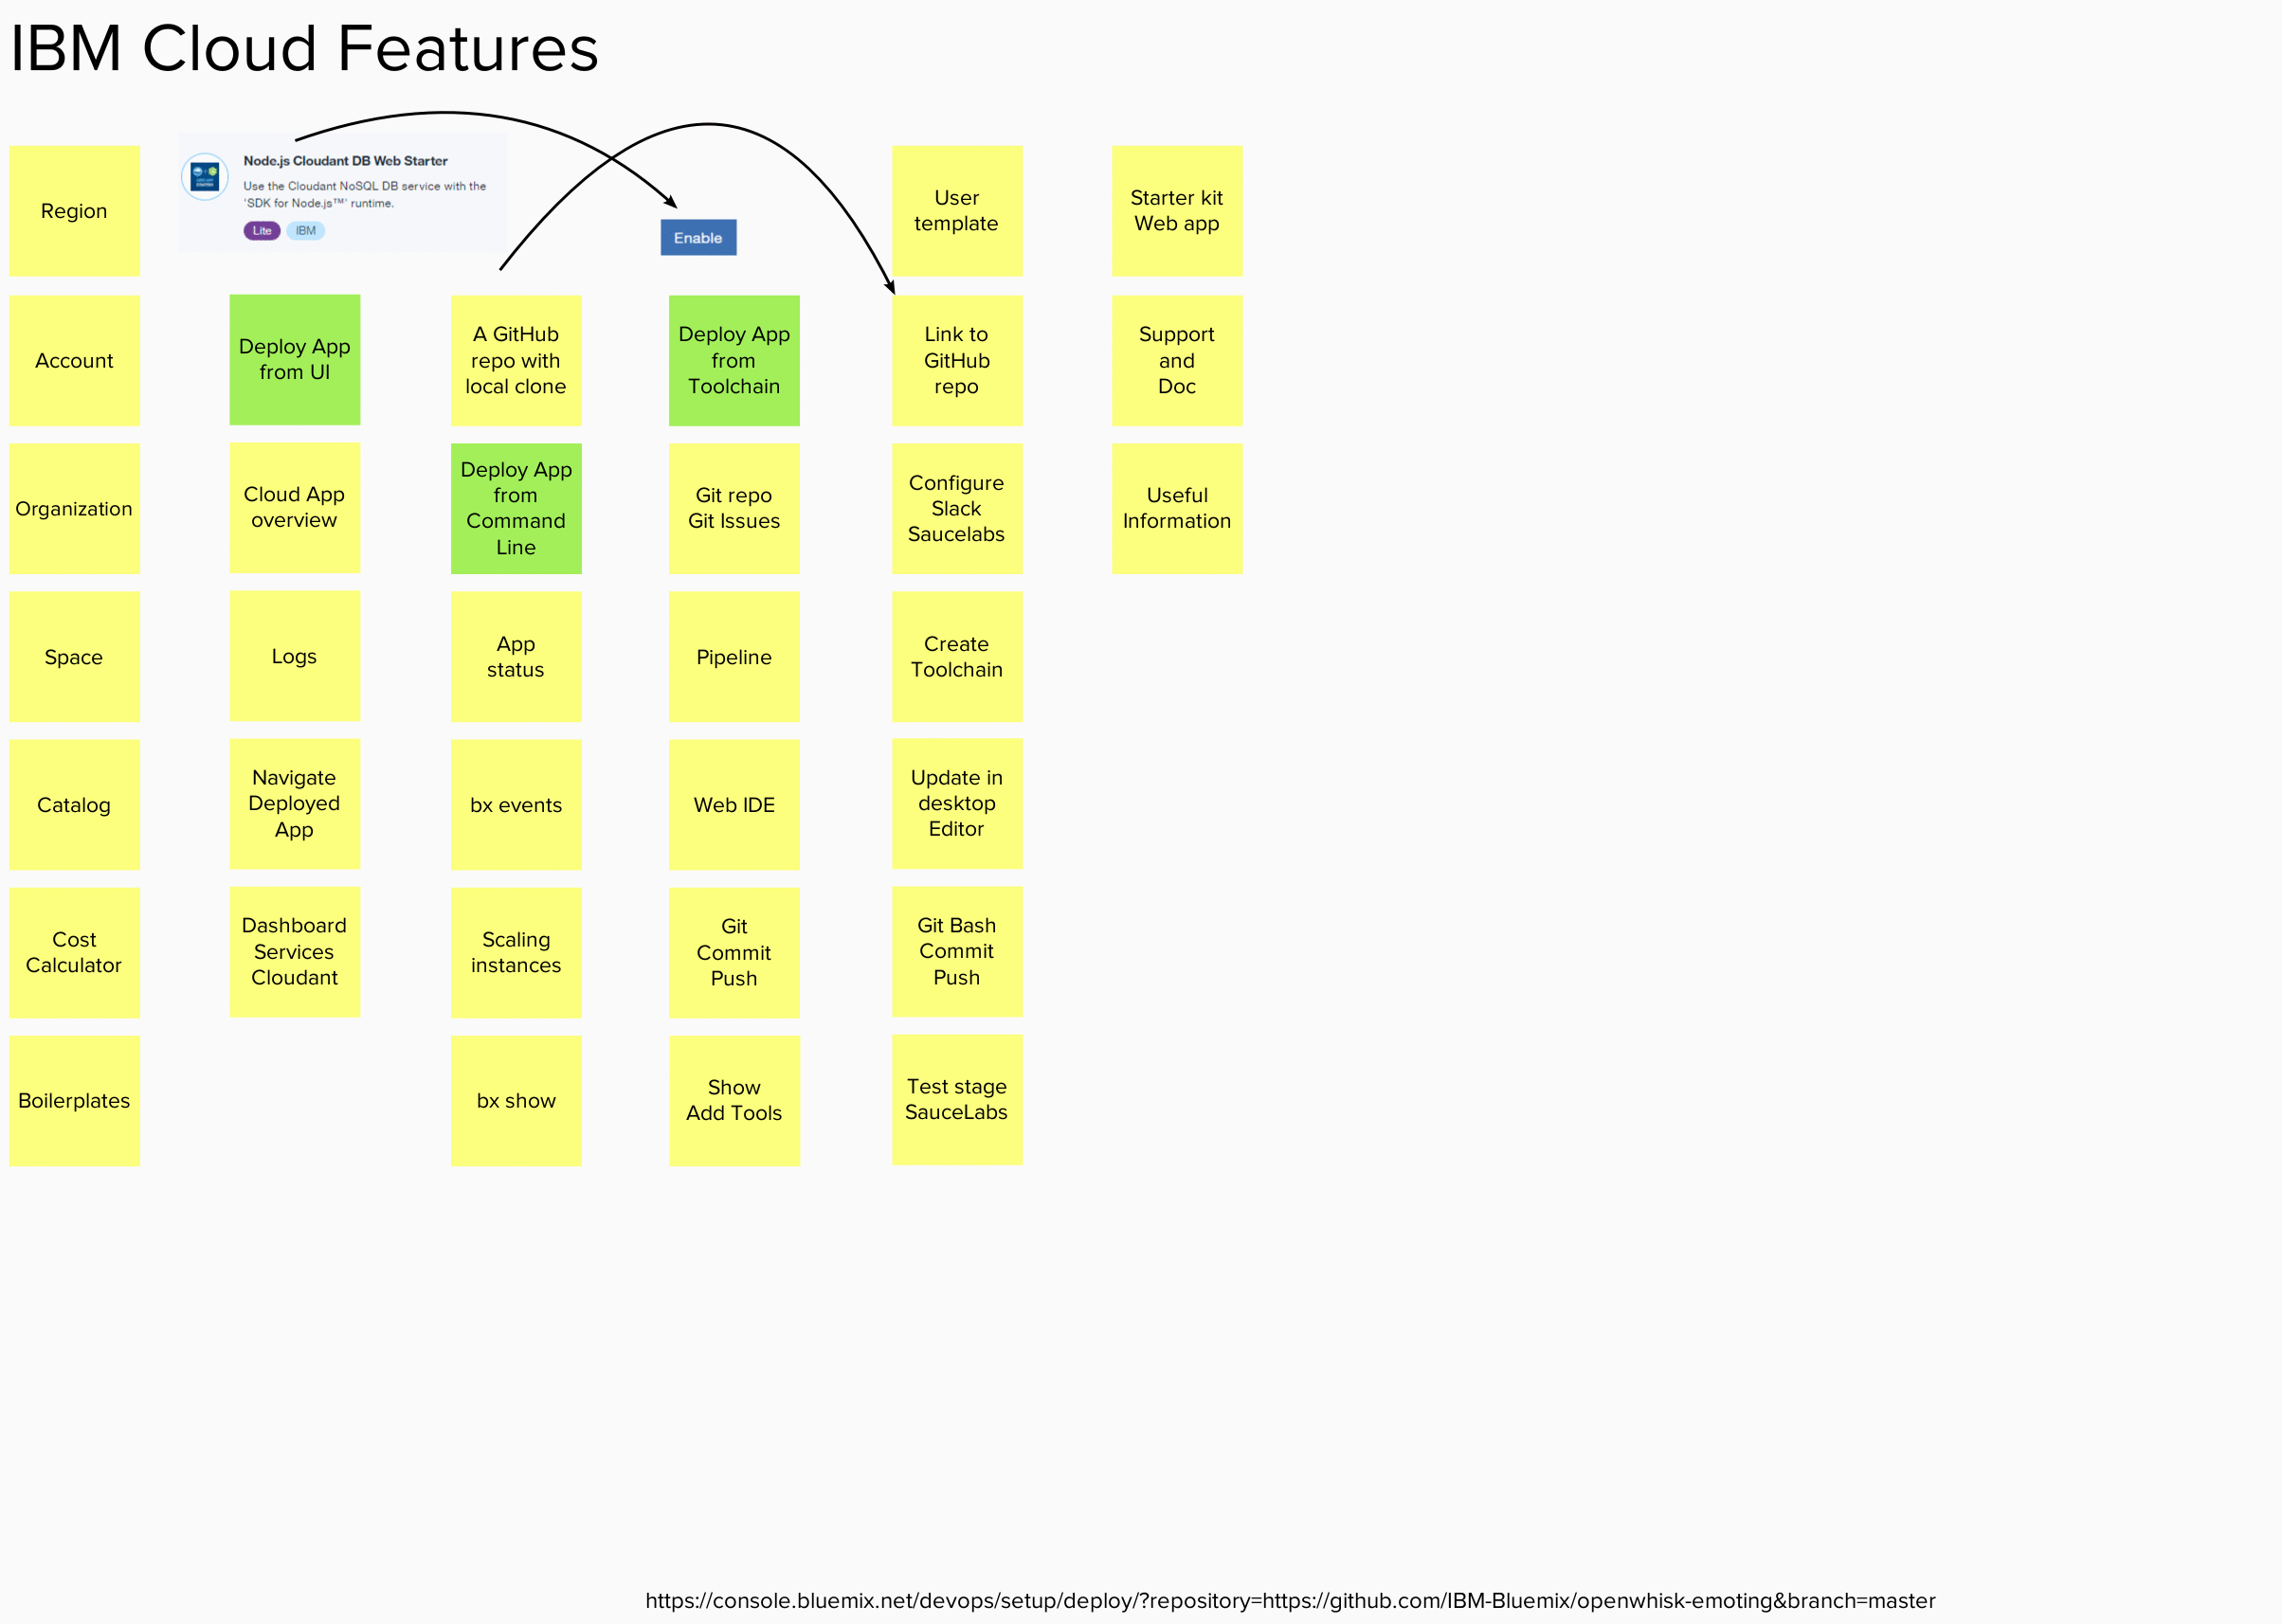 IBM Cloud Features
Region
Account
Organization
Space
Catalog
Cost
Calculator
Boilerplates
Node.js Cloudant DB Web Starter
Use the Cloudant NoSQL DB service with the
'SDK for Node.js™' runtime.
Lite
IBM
Deploy App
from UI
Cloud App
overview
Logs
Navigate
Deployed
App
Dashboard
Services
Cloudant
A GitHub
repo with
local clone
Deploy App
from
Command
Line
App
status
bx events
Scaling
instances
bx show
Enable
Deploy App
from
Toolchain
Git repo
Git Issues
Pipeline
Web IDE
Git
Commit
Push
Show
Add Tools
User
template
Link to
GitHub
repo
Configure
Slack
Saucelabs
Create
Toolchain
Update in
desktop
Editor
Git Bash
Commit
Push
Test stage
SauceLabs
Starter kit
Web app
Support
and
Doc
Useful
Information
https://console.bluemix.net/devops/setup/deploy/?repository=https://github.com/IBM-Bluemix/openwhisk-emoting&branch=master